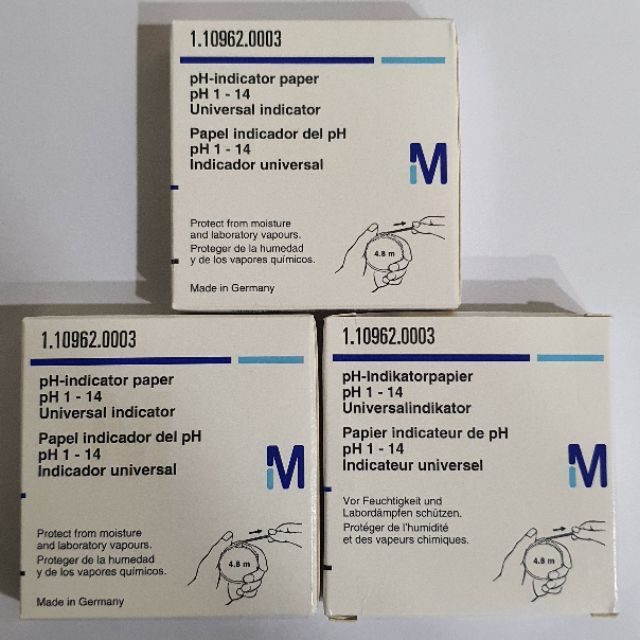 1.10962.0003
pH-indicator paper
pH 1 - 14
Universal indicator
Papel indicador del pH
pH 1 - 14
Indicador universal
M
Protect from moisture
and laboratory vapours.
Proteger de la humedad
y de los vapores químicos.
4.8 m
Made in Germany
1.10962.0003
pH-indicator paper
pH 1 - 14
Universal indicator
Papel indicador del pH
pH 1 - 14
Indicador universal
M
Protect from moisture
and laboratory vapours.
Proteger de la humedad
y de los vapores químicos.
4.8 m
Made in Germany
1.10962.0003
pH-Indikatorpapier
pH 1 - 14
Universalindikator
Papier indicateur de pH
pH 1 - 14
Indicateur universel
M
Vor Feuchtigkeit und
Labordämpfen schützen.
Protéger de l'humidité
et des vapeurs chimiques.
4.8 m